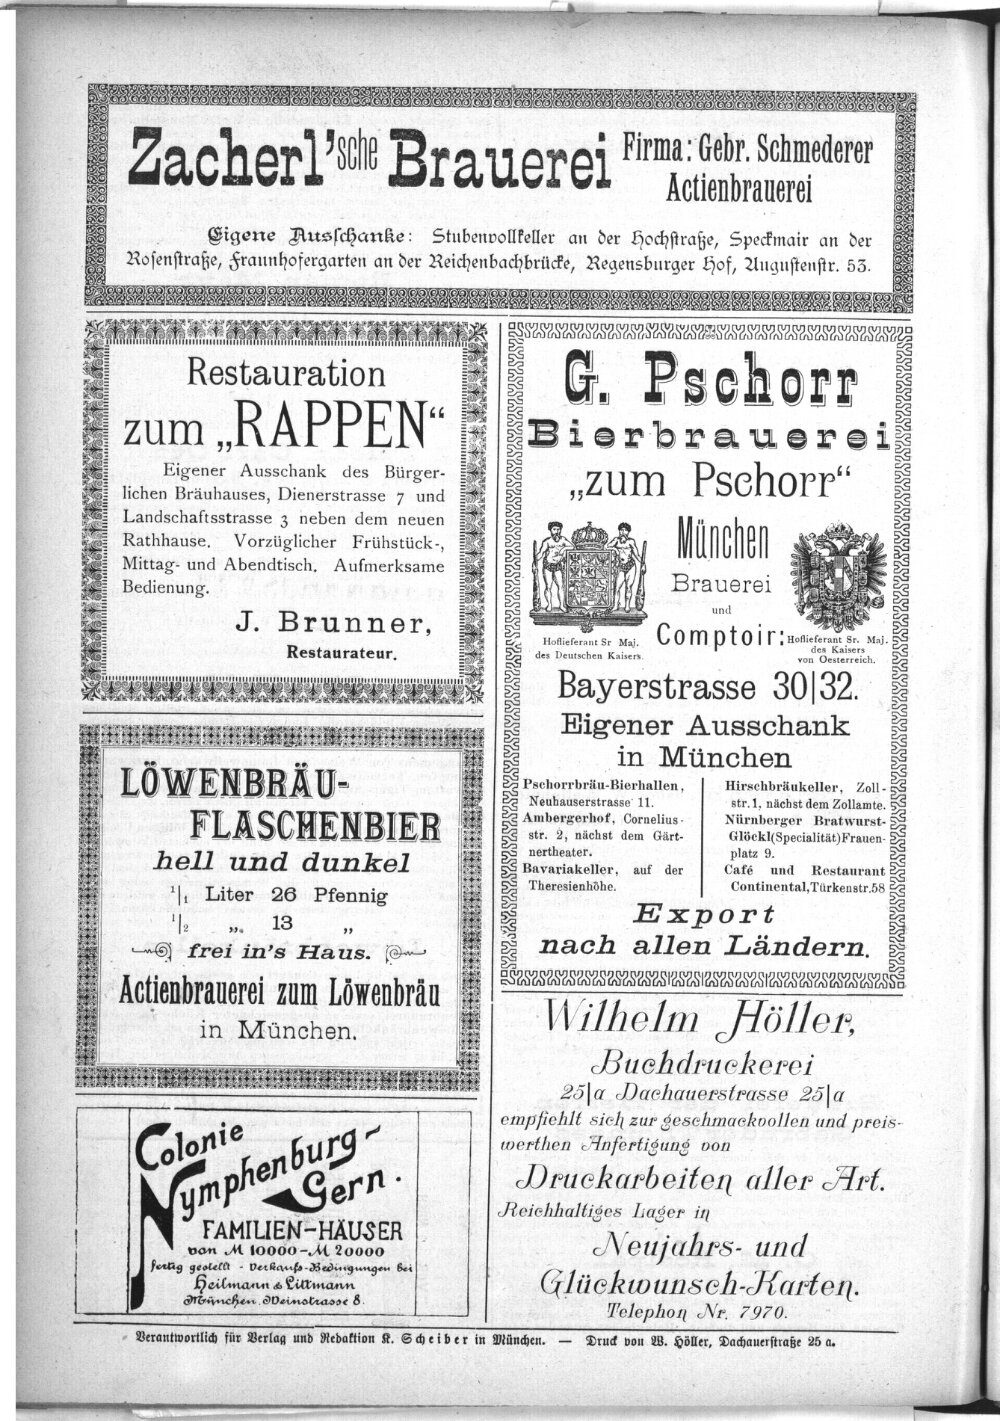 Zacherl'sche Brauerei
Firma: Gebr. Schmederer
Actienbrauerei
Eigene Ausschanke: Stubenvollkeller an der Hochstraße, Speckmair an der
Rosenstraße, Fraunhofergarten an der Reichenbachbrücke, Regensburger Hof, Augustenstr. 53.
Restauration
zum „RAPPEN“
Eigener Ausschank des Bürger-
lichen Bräuhauses, Dienerstrasse 7 und
Landschaftsstrasse 3 neben dem neuen
Rathhause. Vorzüglicher Frühstück-,
Mittag- und Abendtisch. Aufmerksame
Bedienung.
J. Brunner,
Restaurateur.
LÖWENBRÄU-
FLASCHENBIER
hell und dunkel
1/1 Liter 26 Pfennig
1/2 „ 13 „
frei in's Haus.
Actienbrauerei zum Löwenbräu
in München.
Colonie
Nymphenburg-
Gern.
FAMILIEN-HÄUSER
von M 10000-M 20000
fertig gestellt - Verkaufs-Bedingungen bei
Heilmann & Littmann
München. Weinstrasse 8.
G. Pschorr
Bierbrauerei
„zum Pschorr“
München
Brauerei
und
Comptoir:
Hoflieferant Sr Maj.
des Deutschen Kaisers.
Hoflieferant Sr. Maj.
des Kaisers
von Oesterreich.
Bayerstrasse 30|32.
Eigener Ausschank
in München
Pschorrbräu-Bierhallen,
Neuhauserstrasse 11.
Ambergerhof, Cornelius-
str. 2, nächst dem Gärt-
nertheater.
Bavariakeller, auf der
Theresienhöhe.
Hirschbräukeller, Zoll-
str. 1, nächst dem Zollamte.
Nürnberger Bratwurst-
Glöckl (Specialität) Frauen-
platz 9.
Café und Restaurant
Continental, Türkenstr. 58
Export
nach allen Ländern.
Wilhelm Höller,
Buchdruckerei
25|a Dachauerstrasse 25|a
empfiehlt sich zur geschmackvollen und preis-
werthen Anfertigung von
Druckarbeiten aller Art.
Reichhaltiges Lager in
Neujahrs- und
Glückwunsch-Karten.
Telephon Nr. 7970.
Verantwortlich für Verlag und Redaktion K. Scheiber in München. — Druck von W. Höller, Dachauerstraße 25 a.